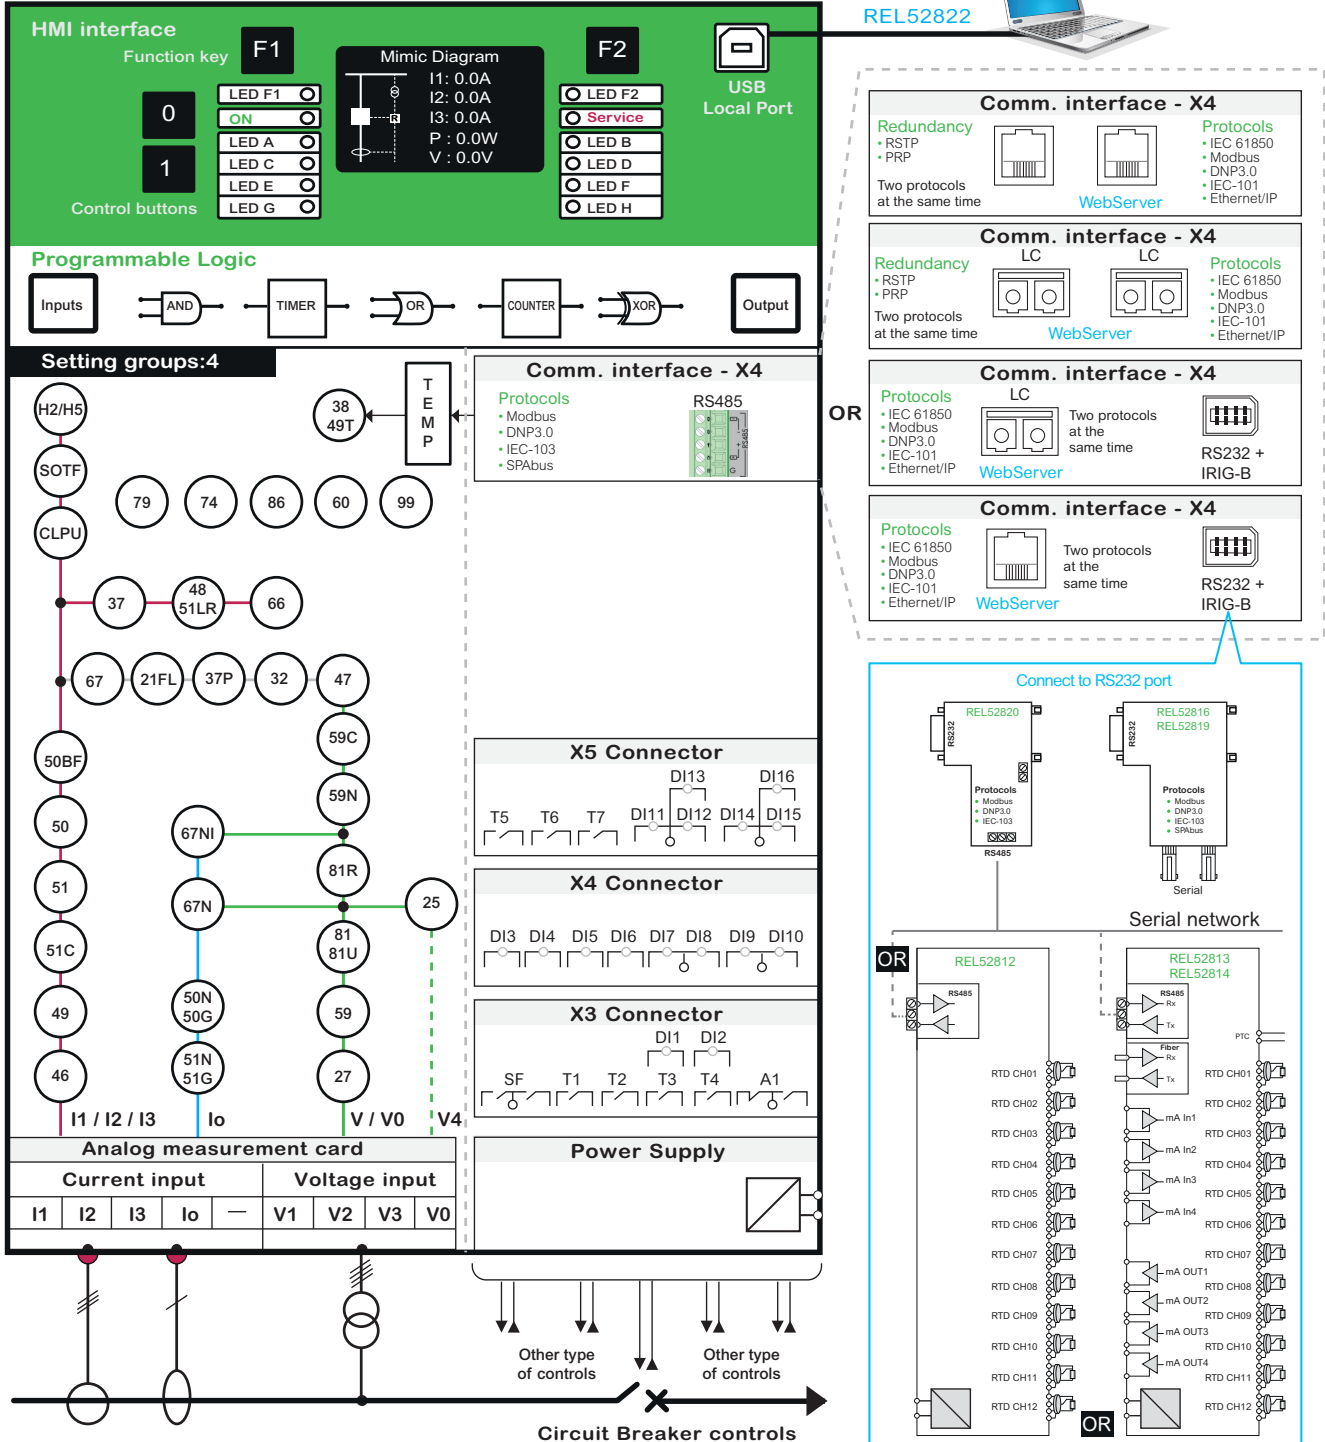 HMI interface
Function key
F1
0
1
Control buttons
LED F1
ON
LED A
LED C
LED E
LED G
Mimic Diagram
I1: 0.0A
I2: 0.0A
I3: 0.0A
P : 0.0W
V : 0.0V
F2
LED F2
Service
LED B
LED D
LED F
LED H
USB
Local Port
REL52822
Programmable Logic
Inputs
AND
TIMER
OR
COUNTER
XOR
Output
Setting groups:4
H2/H5
SOTF
CLPU
38
49T
T
E
M
P
79
74
86
60
99
37
48
51LR
66
67
21FL
37P
32
47
59C
59N
50BF
50
67NI
81R
51
67N
25
51C
81
81U
49
50N
50G
59
46
51N
51G
27
I1 / I2 / I3
Io
V / V0
V4
Analog measurement card
Current input
Voltage input
I1
I2
I3
Io
—
V1
V2
V3
V0
Comm. interface - X4
Protocols
• Modbus
• DNP3.0
• IEC-103
• SPAbus
RS485
RS485
G
X5 Connector
DI13
DI16
T5
T6
T7
DI11
DI12
DI14
DI15
X4 Connector
DI3
DI4
DI5
DI6
DI7
DI8
DI9
DI10
X3 Connector
DI1
DI2
SF
T1
T2
T3
T4
A1
Power Supply
Other type
of controls
Other type
of controls
Circuit Breaker controls
OR
Comm. interface - X4
Redundancy
• RSTP
• PRP
Two protocols
at the same time
WebServer
Protocols
• IEC 61850
• Modbus
• DNP3.0
• IEC-101
• Ethernet/IP
Comm. interface - X4
Redundancy
• RSTP
• PRP
Two protocols
at the same time
LC
LC
WebServer
Protocols
• IEC 61850
• Modbus
• DNP3.0
• IEC-101
• Ethernet/IP
Comm. interface - X4
Protocols
• IEC 61850
• Modbus
• DNP3.0
• IEC-101
• Ethernet/IP
LC
WebServer
Two protocols
at the
same time
RS232 +
IRIG-B
Comm. interface - X4
Protocols
• IEC 61850
• Modbus
• DNP3.0
• IEC-101
• Ethernet/IP
WebServer
Two protocols
at the
same time
RS232 +
IRIG-B
Connect to RS232 port
REL52820
RS232
Protocols
• Modbus
• DNP3.0
• IEC-103
RS485
REL52816
REL52819
RS232
Protocols
• Modbus
• DNP3.0
• IEC-103
• SPAbus
Serial
Serial network
OR
REL52812
RS485
RTD CH01
RTD CH02
RTD CH03
RTD CH04
RTD CH05
RTD CH06
RTD CH07
RTD CH08
RTD CH09
RTD CH10
RTD CH11
RTD CH12
OR
REL52813
REL52814
RS485
Rx
Tx
Fiber
Rx
Tx
mA In1
mA In2
mA In3
mA In4
mA OUT1
mA OUT2
mA OUT3
mA OUT4
PTC
RTD CH01
RTD CH02
RTD CH03
RTD CH04
RTD CH05
RTD CH06
RTD CH07
RTD CH08
RTD CH09
RTD CH10
RTD CH11
RTD CH12